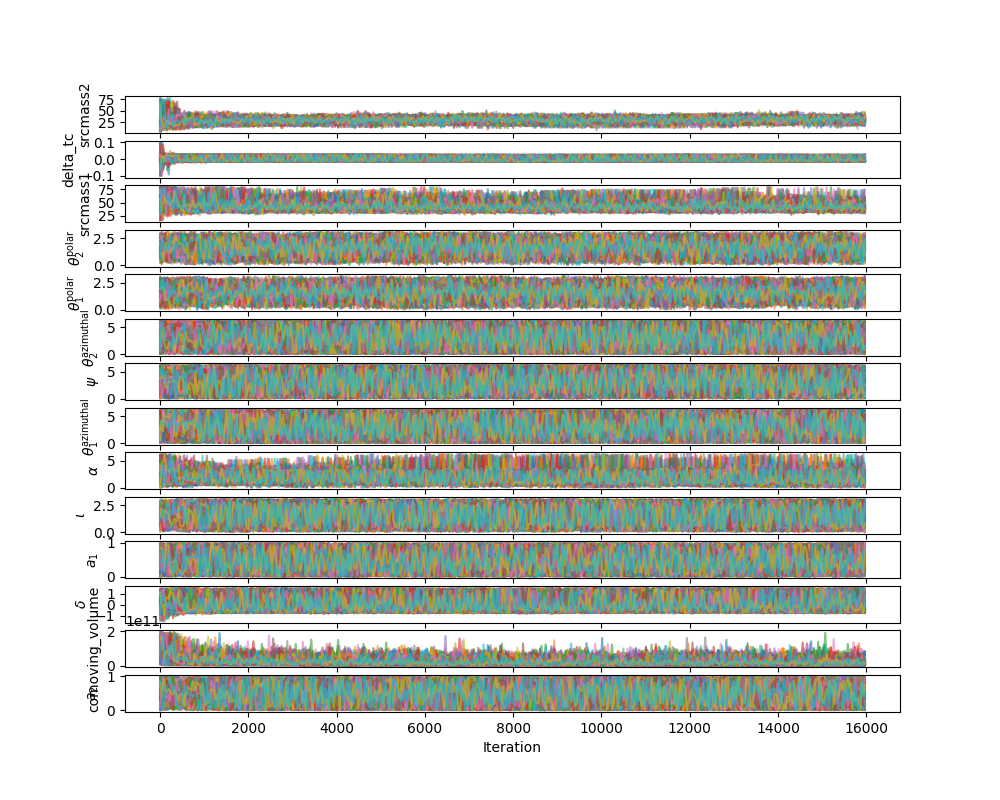 srcmass2
75
50
25
delta_tc
0.1
0.0
−0.1
srcmass1
75
50
25
θ₂^polar
2.5
0.0
θ₁^polar
2.5
0.0
θ₂^azimuthal
5
0
ψ
5
0
θ₁^azimuthal
5
0
α
5
0
ι
2.5
0.0
a₁
1
0
δ
1
0
−1
comoving_volume
1e11
2
0
1
0
0 2000 4000 6000 8000 10000 12000 14000 16000
Iteration